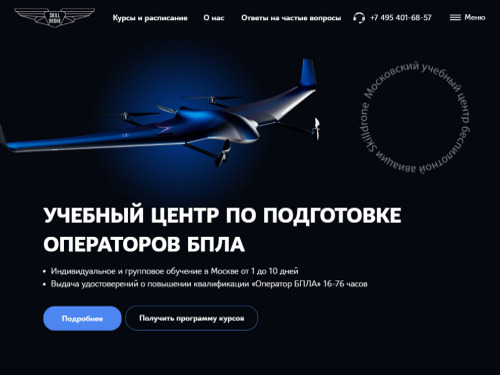 SKILL
DRONE
Курсы и расписание
О нас
Ответы на частые вопросы
+7 495 401-68-57
Меню
Московский учебный центр беспилотной авиации Skilldrone
УЧЕБНЫЙ ЦЕНТР ПО ПОДГОТОВКЕ
ОПЕРАТОРОВ БПЛА
• Индивидуальное и групповое обучение в Москве от 1 до 10 дней
• Выдача удостоверений о повышении квалификации «Оператор БПЛА» 16-76 часов
Подробнее
Получить программу курсов